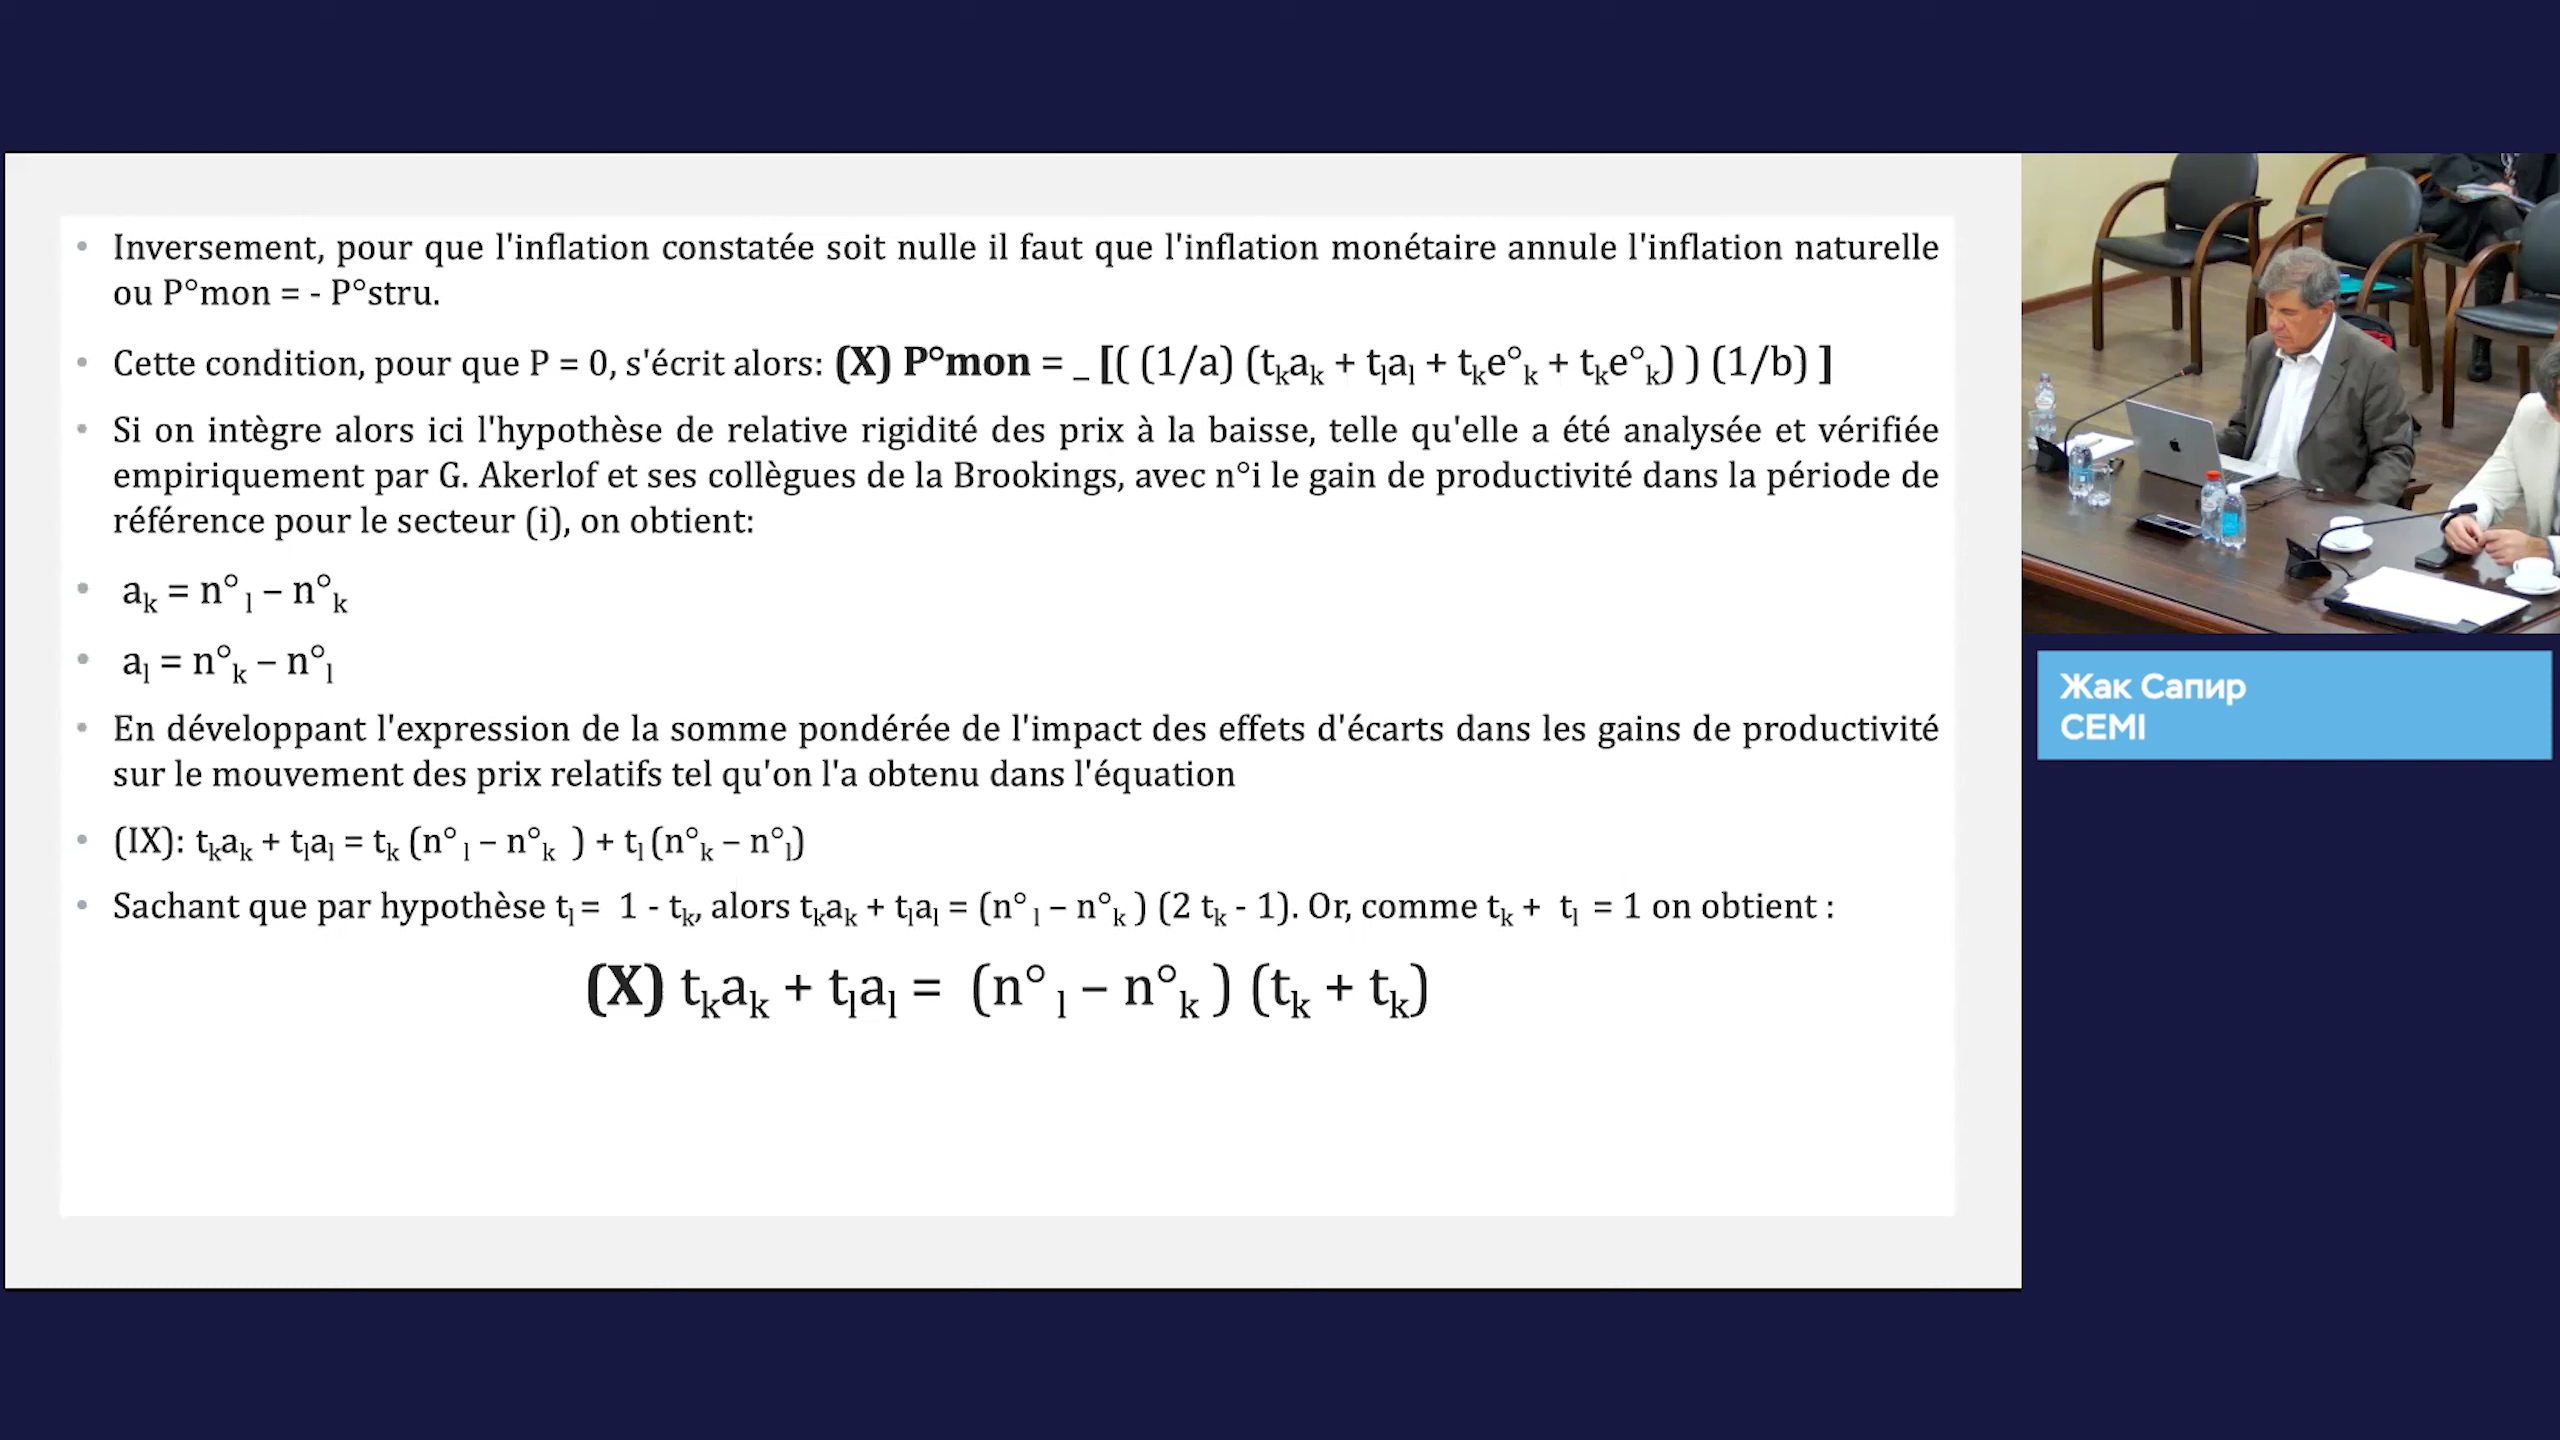 • Inversement, pour que l'inflation constatée soit nulle il faut que l'inflation monétaire annule l'inflation naturelle
ou P°mon = - P°stru.
• Cette condition, pour que P = 0, s'écrit alors: (X) P°mon = _ [( (1/a) (tₖaₖ + tₗaₗ + tₖe°ₖ + tₖe°ₖ) ) (1/b) ]
• Si on intègre alors ici l'hypothèse de relative rigidité des prix à la baisse, telle qu'elle a été analysée et vérifiée
empiriquement par G. Akerlof et ses collègues de la Brookings, avec n°i le gain de productivité dans la période de
référence pour le secteur (i), on obtient:
• aₖ = n° ₗ – n°ₖ
• aₗ = n°ₖ – n°ₗ
• En développant l'expression de la somme pondérée de l'impact des effets d'écarts dans les gains de productivité
sur le mouvement des prix relatifs tel qu'on l'a obtenu dans l'équation
• (IX): tₖaₖ + tₗaₗ = tₖ (n° ₗ – n°ₖ ) + tₗ (n°ₖ – n°ₗ)
• Sachant que par hypothèse tₗ = 1 - tₖ, alors tₖaₖ + tₗaₗ = (n° ₗ – n°ₖ ) (2 tₖ - 1). Or, comme tₖ + tₗ = 1 on obtient :
(X) tₖaₖ + tₗaₗ = (n° ₗ – n°ₖ ) (tₖ + tₖ)
Жак Сапир
CEMI